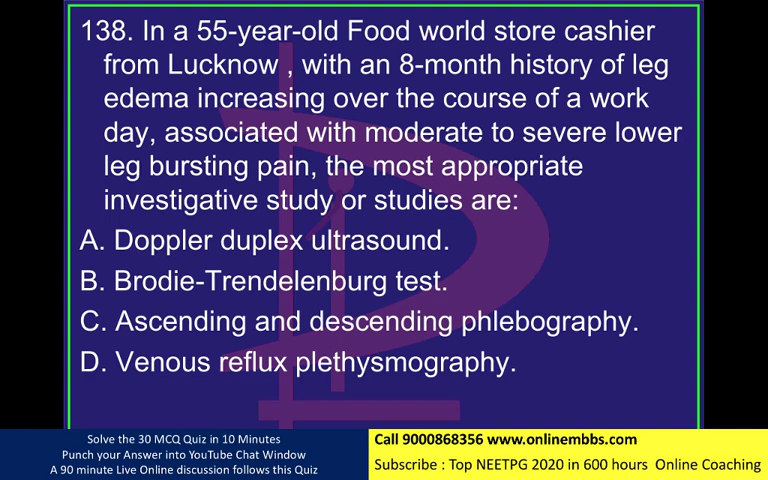 138. In a 55-year-old Food world store cashier
from Lucknow , with an 8-month history of leg
edema increasing over the course of a work
day, associated with moderate to severe lower
leg bursting pain, the most appropriate
investigative study or studies are:
A. Doppler duplex ultrasound.
B. Brodie-Trendelenburg test.
C. Ascending and descending phlebography.
D. Venous reflux plethysmography.
Solve the 30 MCQ Quiz in 10 Minutes
Punch your Answer into YouTube Chat Window
A 90 minute Live Online discussion follows this Quiz
Call 9000868356 www.onlinembbs.com
Subscribe : Top NEETPG 2020 in 600 hours Online Coaching